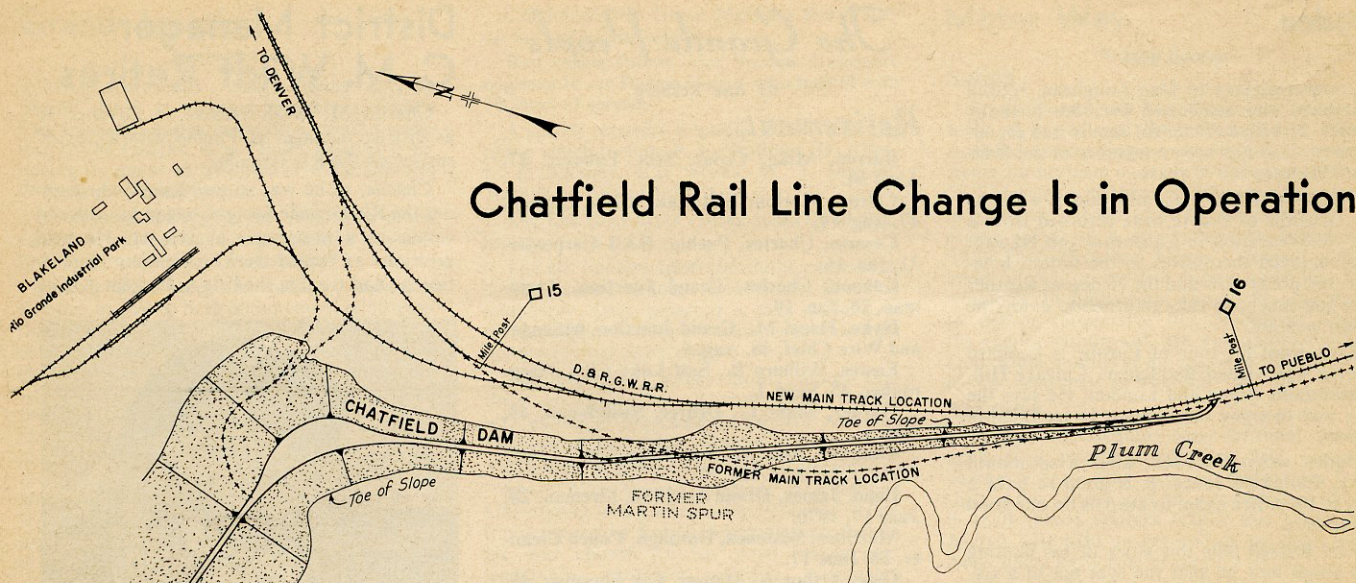 TO DENVER
N
Chatfield Rail Line Change Is in Operation
BLAKELAND
Rio Grande Industrial Park
15
Mile Post
16
Mile Post
D. & R. G. W. R. R.
NEW MAIN TRACK LOCATION
TO PUEBLO
Toe of Slope
CHATFIELD DAM
Plum Creek
FORMER MAIN TRACK LOCATION
Toe of Slope
FORMER
MARTIN SPUR